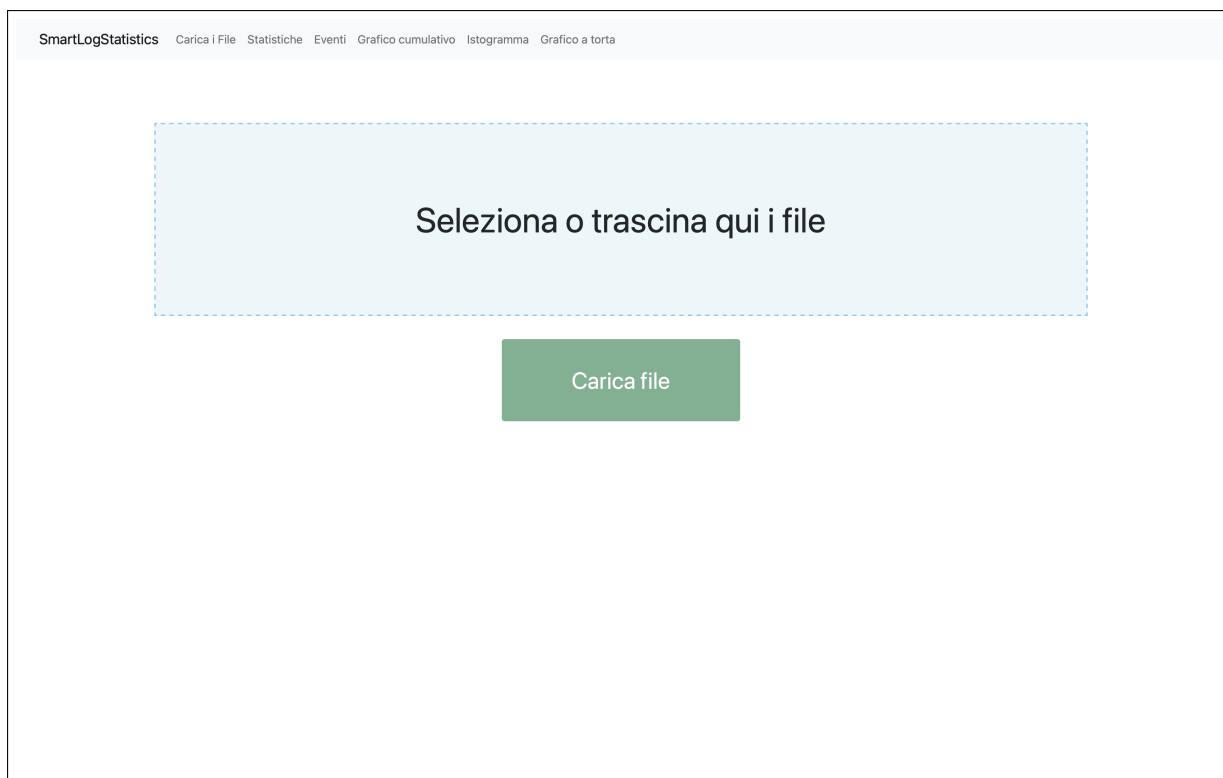 SmartLogStatistics Carica i File Statistiche Eventi Grafico cumulativo Istogramma Grafico a torta
Seleziona o trascina qui i file
Carica file